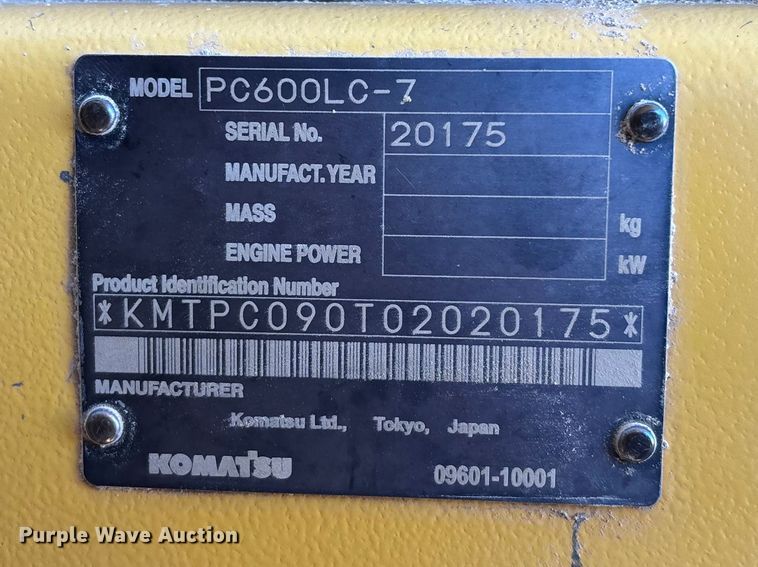 MODEL PC600LC-7
SERIAL No. 20175
MANUFACT. YEAR
MASS kg
ENGINE POWER kW
Product Identification Number
*KMTPC090T02020175*
MANUFACTURER
Komatsu Ltd., Tokyo, Japan
KOMATSU 09601-10001
Purple Wave Auction